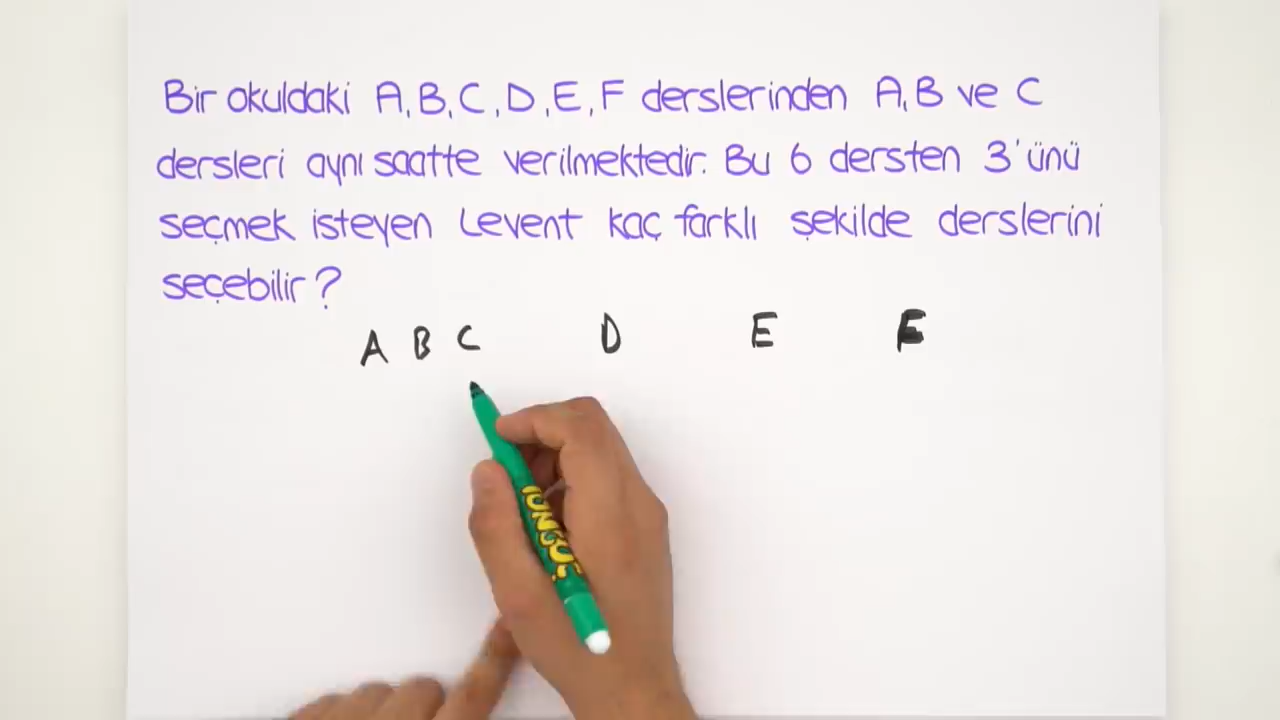 Bir okuldaki A, B, C, D, E, F derslerinden A, B ve C
dersleri aynı saatte verilmektedir. Bu 6 dersten 3'ünü
seçmek isteyen Levent kaç farklı şekilde derslerini
seçebilir?
A B C D E F